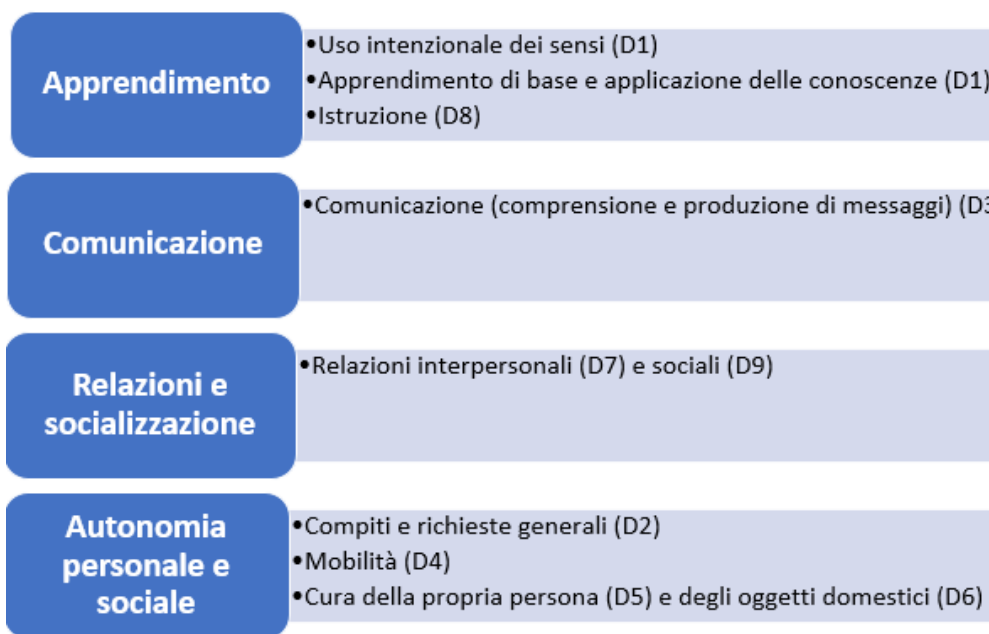 Apprendimento
•Uso intenzionale dei sensi (D1)
•Apprendimento di base e applicazione delle conoscenze (D1)
•Istruzione (D8)
Comunicazione
•Comunicazione (comprensione e produzione di messaggi) (D3
Relazioni e
socializzazione
•Relazioni interpersonali (D7) e sociali (D9)
Autonomia
personale e
sociale
•Compiti e richieste generali (D2)
•Mobilità (D4)
•Cura della propria persona (D5) e degli oggetti domestici (D6)